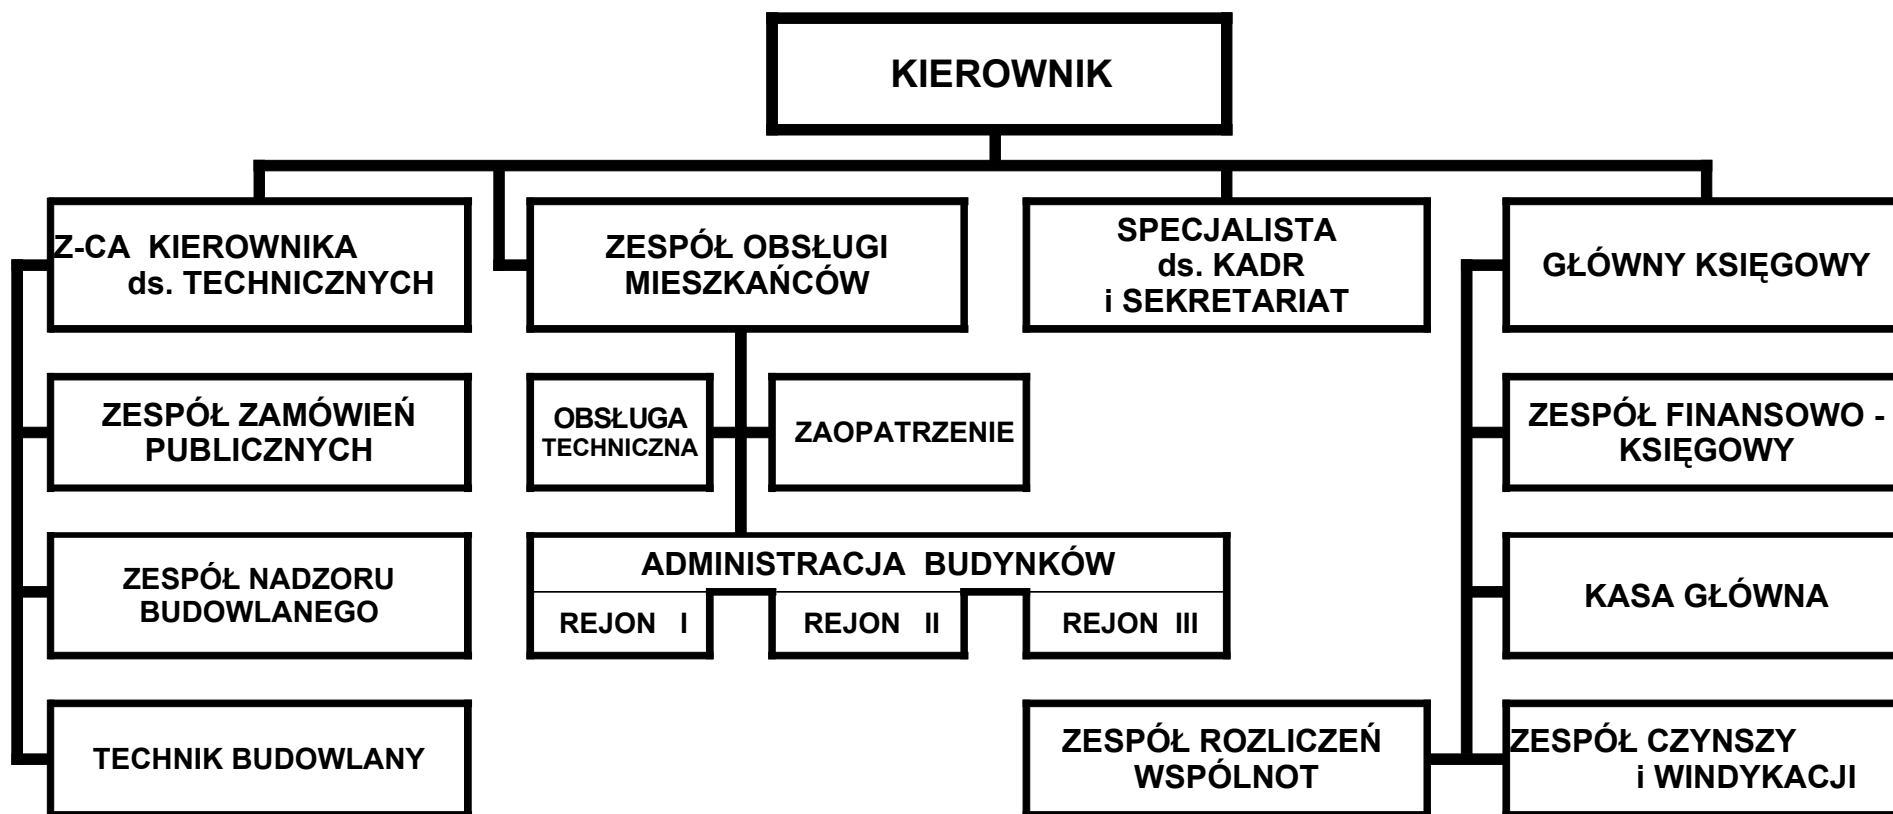 KIEROWNIK
Z-CA KIEROWNIKA
ds. TECHNICZNYCH
ZESPÓŁ OBSŁUGI
MIESZKAŃCÓW
SPECJALISTA
ds. KADR
i SEKRETARIAT
GŁÓWNY KSIĘGOWY
ZESPÓŁ ZAMÓWIEŃ
PUBLICZNYCH
OBSŁUGA
TECHNICZNA
ZAOPATRZENIE
ZESPÓŁ FINANSOWO -
KSIĘGOWY
ZESPÓŁ NADZORU
BUDOWLANEGO
ADMINISTRACJA BUDYNKÓW
REJON I
REJON II
REJON III
KASA GŁÓWNA
TECHNIK BUDOWLANY
ZESPÓŁ ROZLICZEŃ
WSPÓLNOT
ZESPÓŁ CZYNSZY
i WINDYKACJI